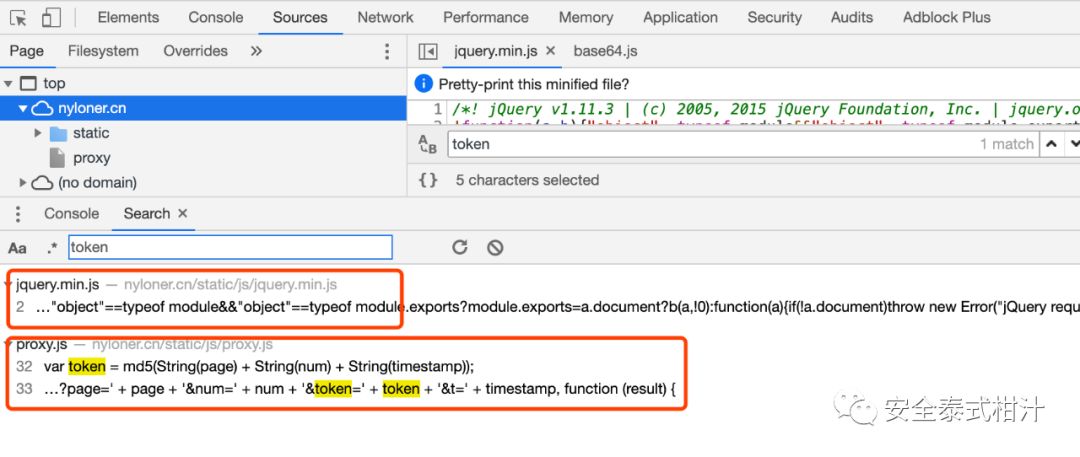 Elements Console Sources Network Performance Memory Application Security Audits Adblock Plus
Page Filesystem Overrides »
jquery.min.js × base64.js
top
nyloner.cn
static
proxy
(no domain)
i Pretty-print this minified file?
1 /*! jQuery v1.11.3 | (c) 2005, 2015 jQuery Foundation, Inc. | jquery.o
token 1 match
{} 5 characters selected
Console Search ×
Aa .* token
jquery.min.js — nyloner.cn/static/js/jquery.min.js
2 …"object"==typeof module&&"object"==typeof module.exports?module.exports=a.document?b(a,!0):function(a){if(!a.document)throw new Error("jQuery requ
proxy.js — nyloner.cn/static/js/proxy.js
32 var token = md5(String(page) + String(num) + String(timestamp));
33 …?page=' + page + '&num=' + num + '&token=' + token + '&t=' + timestamp, function (result) {
安全泰式柑汁